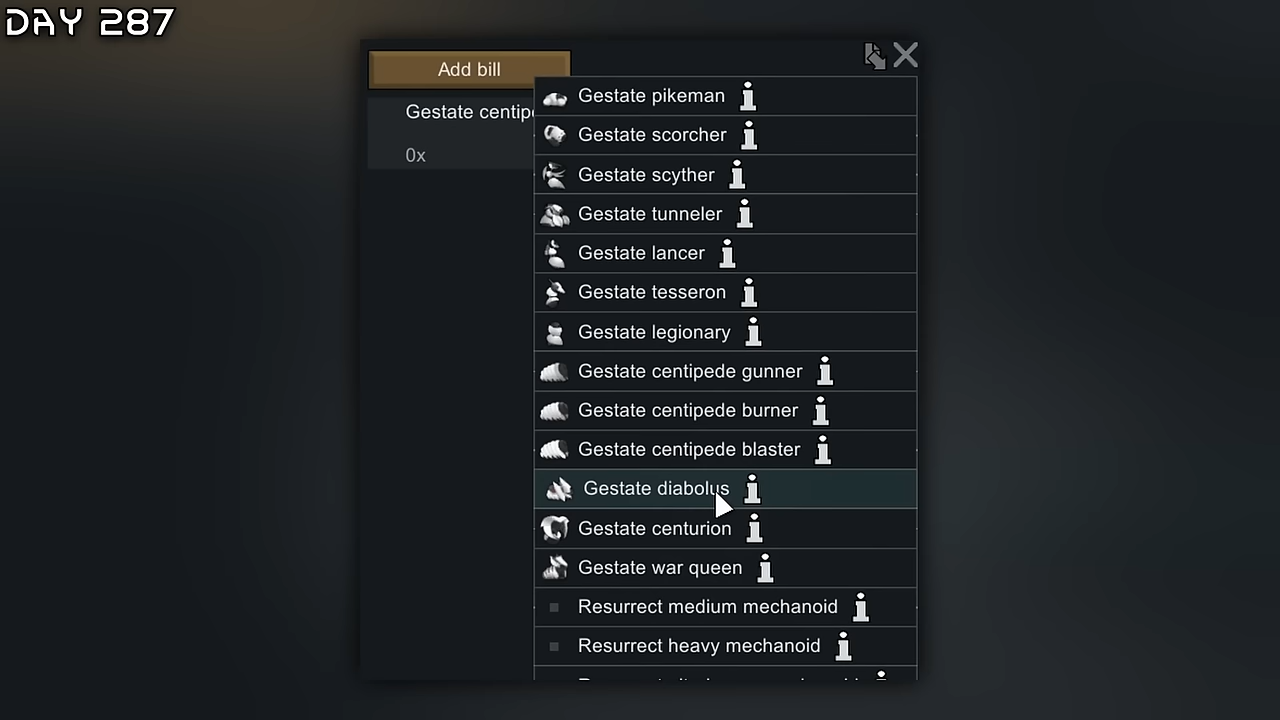 DAY 287
Add bill
Gestate centip
0x
Gestate pikeman
Gestate scorcher
Gestate scyther
Gestate tunneler
Gestate lancer
Gestate tesseron
Gestate legionary
Gestate centipede gunner
Gestate centipede burner
Gestate centipede blaster
Gestate diabolus
Gestate centurion
Gestate war queen
Resurrect medium mechanoid
Resurrect heavy mechanoid